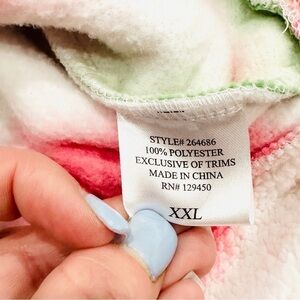 STYLE# 264686
100% POLYESTER
EXCLUSIVE OF TRIMS
MADE IN CHINA
RN# 129450
XXL